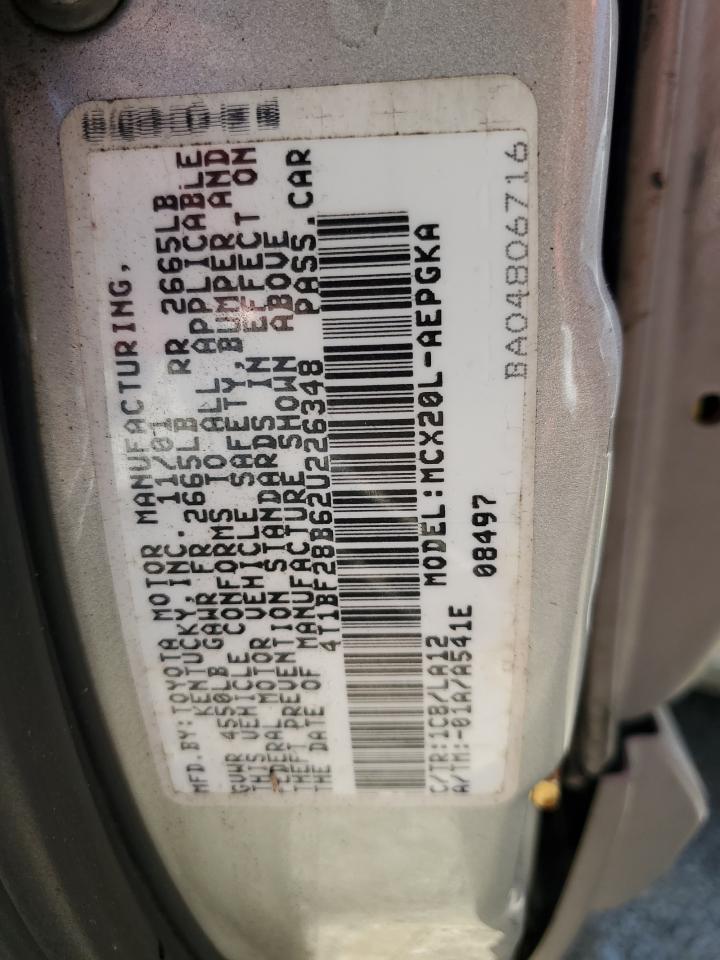 MFD.BY:TOYOTA MOTOR MANUFACTURING,
KENTUCKY,INC. 11/01
GVWR 4550LB GAWR FR 2665LB RR 2665LB
THIS VEHICLE CONFORMS TO ALL APPLICABLE
FEDERAL MOTOR VEHICLE SAFETY,BUMPER AND
THEFT PREVENTION STANDARDS IN EFFECT ON
THE DATE OF MANUFACTURE SHOWN ABOVE
4T1BF28B62U226348 PASS.CAR
MODEL:MCX20L-AEPGKA
C/TR:1C8/LA12
A/TM:-01A/A541E
08497
BA04806716